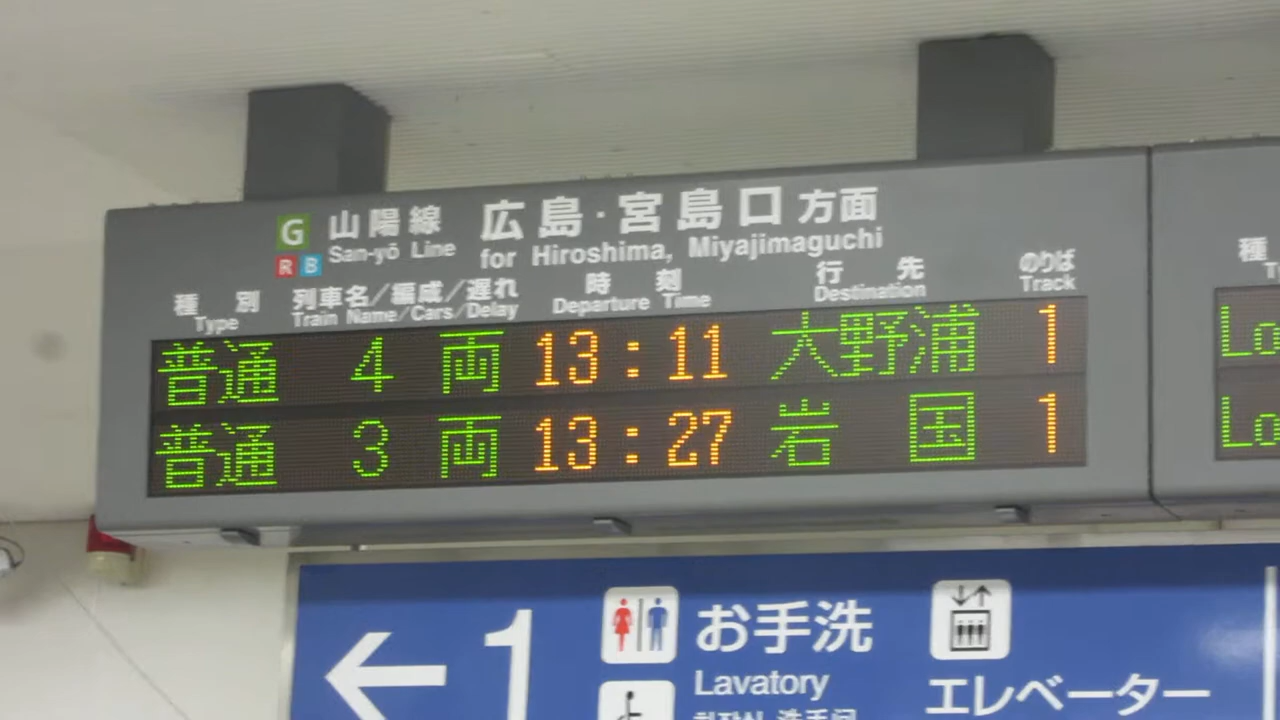 G 山陽線 広島・宮島口 方面
R B San-yō Line for Hiroshima, Miyajimaguchi
種別 列車名/編成/遅れ 時刻 行先 のりば
Type Train Name/Cars/Delay Departure Time Destination Track
普通 4両 13:11 大野浦 1
普通 3両 13:27 岩国 1
種
Lo
Lo
← 1 お手洗
Lavatory
エレベーター